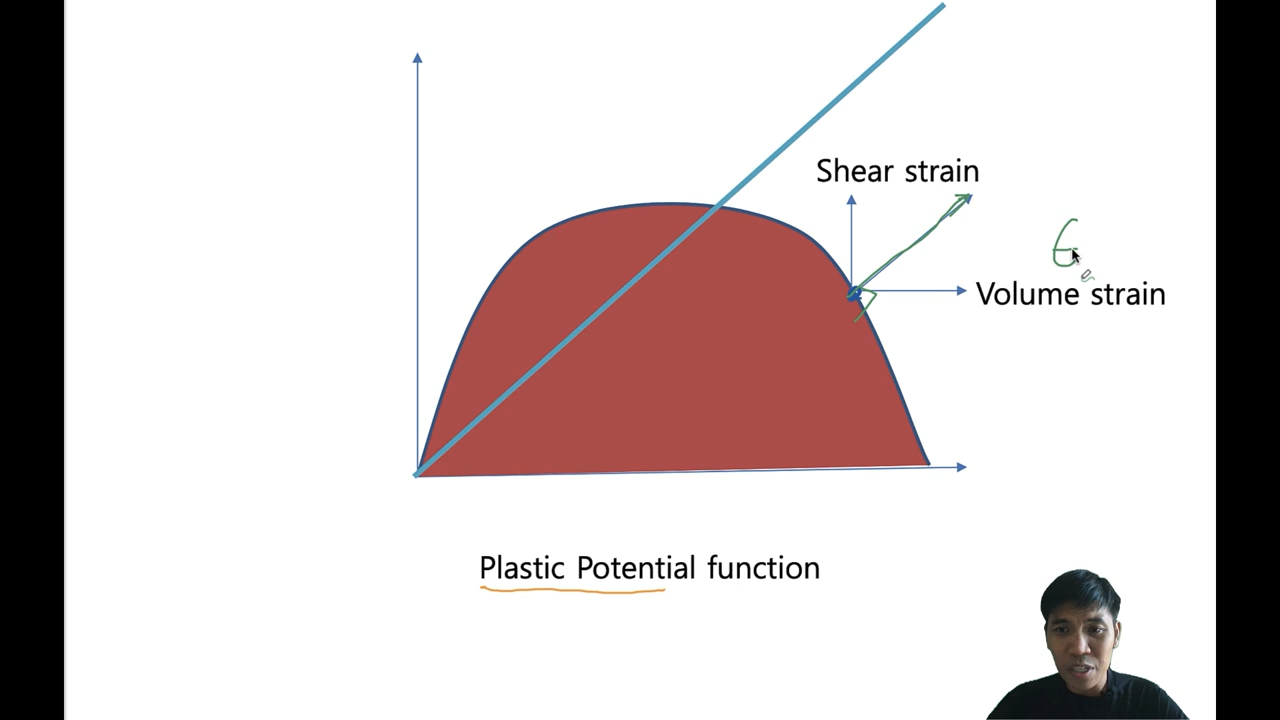 Shear strain
ϵ
Volume strain
Plastic Potential function